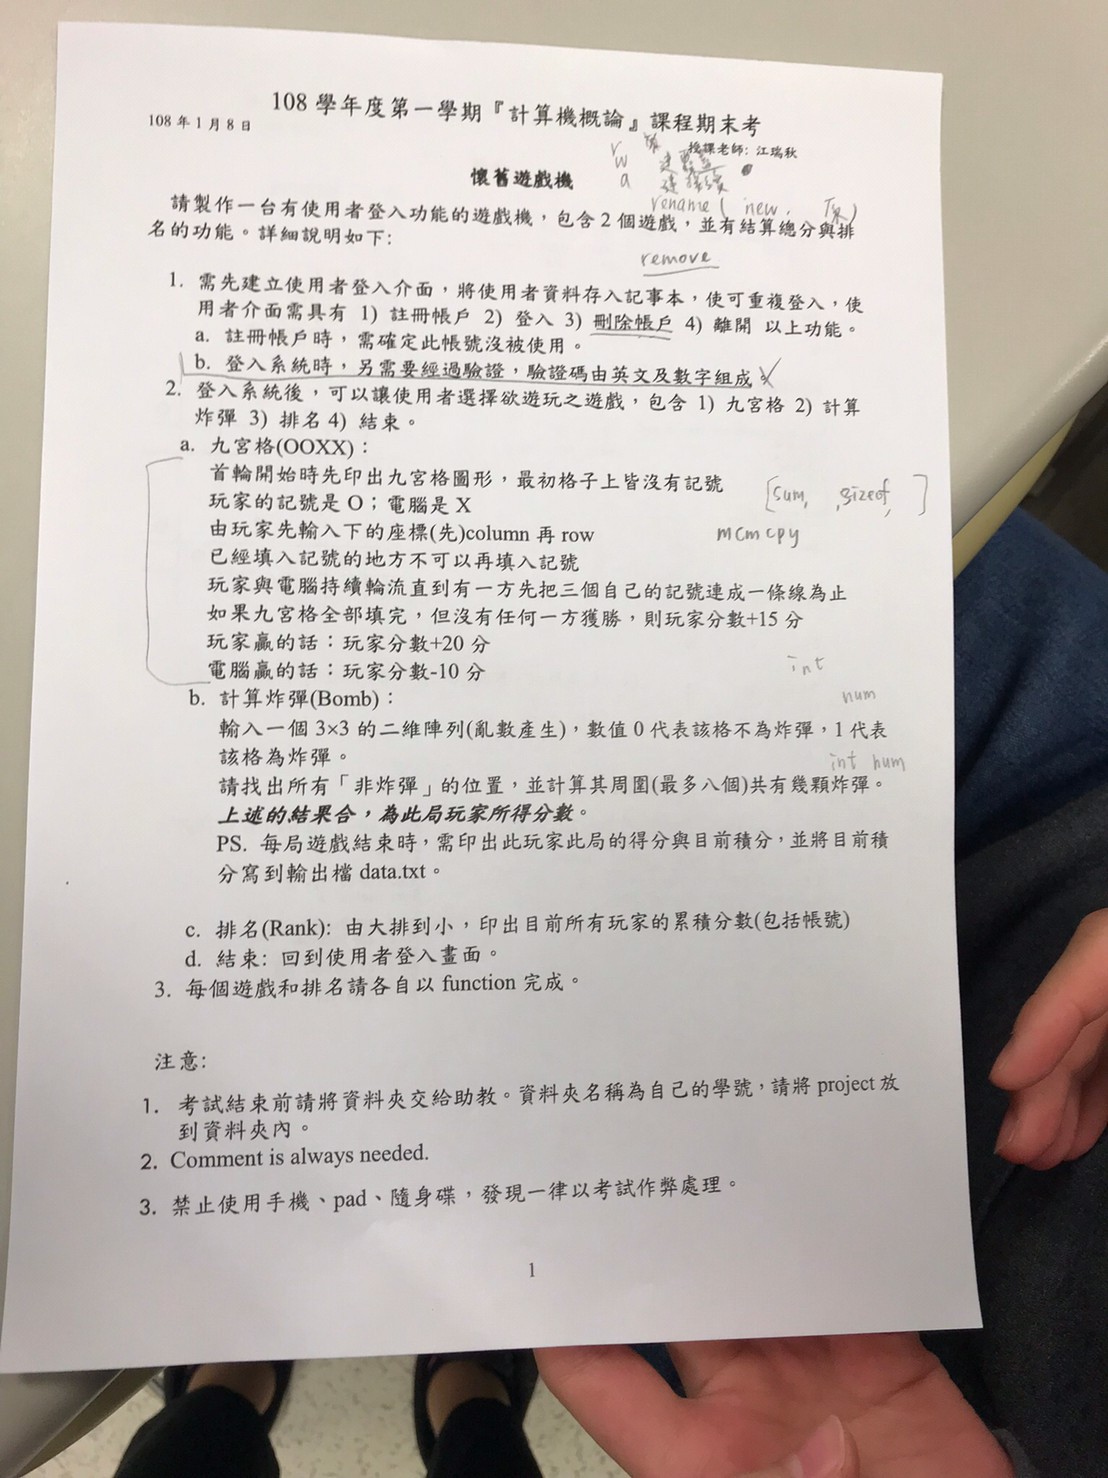 108 學年度第一學期『計算機概論』課程期末考
108 年 1 月 8 日
授課老師: 江瑞秋
r
w 建
a 建
rename ( new,
remove
懷舊遊戲機
請製作一台有使用者登入功能的遊戲機，包含 2 個遊戲，並有結算總分與排
名的功能。詳細說明如下:
1. 需先建立使用者登入介面，將使用者資料存入記事本，使可重複登入，使
用者介面需具有 1) 註冊帳戶 2) 登入 3) 刪除帳戶 4) 離開 以上功能。
a. 註冊帳戶時，需確定此帳號沒被使用。
b. 登入系統時，另需要經過驗證，驗證碼由英文及數字組成
2. 登入系統後，可以讓使用者選擇欲遊玩之遊戲，包含 1) 九宮格 2) 計算
炸彈 3) 排名 4) 結束。
a. 九宮格(OOXX)：
首輪開始時先印出九宮格圖形，最初格子上皆沒有記號
玩家的記號是 O；電腦是 X
[sum, ,sizeof, ]
由玩家先輸入下的座標(先)column 再 row
memcpy
已經填入記號的地方不可以再填入記號
玩家與電腦持續輪流直到有一方先把三個自己的記號連成一條線為止
如果九宮格全部填完，但沒有任何一方獲勝，則玩家分數+15 分
玩家贏的話：玩家分數+20 分
電腦贏的話：玩家分數-10 分
int
num
b. 計算炸彈(Bomb)：
輸入一個 3×3 的二維陣列(亂數產生)，數值 0 代表該格不為炸彈，1 代表
該格為炸彈。
int num
請找出所有「非炸彈」的位置，並計算其周圍(最多八個)共有幾顆炸彈。
上述的結果合，為此局玩家所得分數。
PS. 每局遊戲結束時，需印出此玩家此局的得分與目前積分，並將目前積
分寫到輸出檔 data.txt。
c. 排名(Rank): 由大排到小，印出目前所有玩家的累積分數(包括帳號)
d. 結束: 回到使用者登入畫面。
3. 每個遊戲和排名請各自以 function 完成。
注意:
1. 考試結束前請將資料夾交給助教。資料夾名稱為自己的學號，請將 project 放
到資料夾內。
2. Comment is always needed.
3. 禁止使用手機、pad、隨身碟，發現一律以考試作弊處理。
1